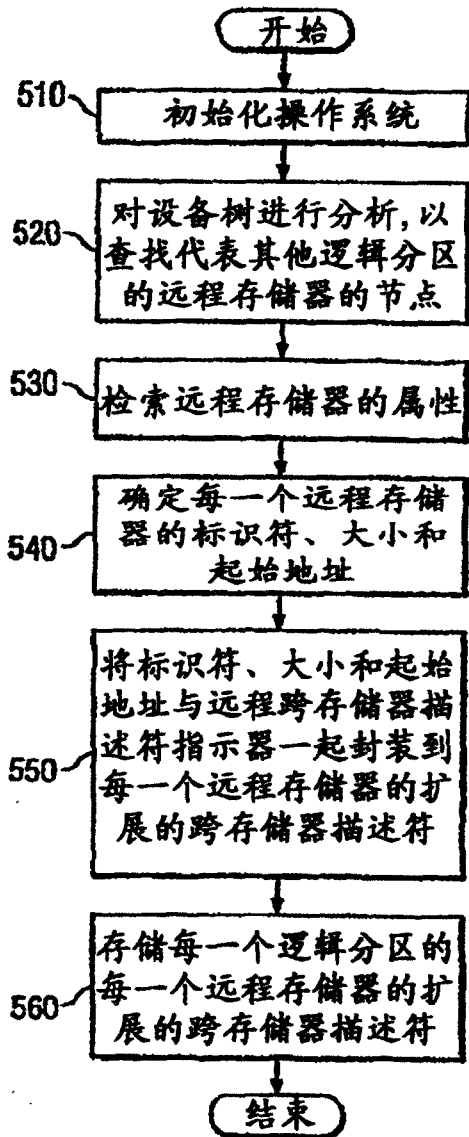 开始
510
初始化操作系统
520
对设备树进行分析,以
查找代表其他逻辑分区
的远程存储器的节点
530
检索远程存储器的属性
540
确定每一个远程存储
器的标识符、大小和
起始地址
550
将标识符、大小和起始
地址与远程跨存储器描
述符指示器一起封装到
每一个远程存储器的扩
展的跨存储器描述符
560
存储每一个逻辑分区的
每一个远程存储器的扩
展的跨存储器描述符
结束